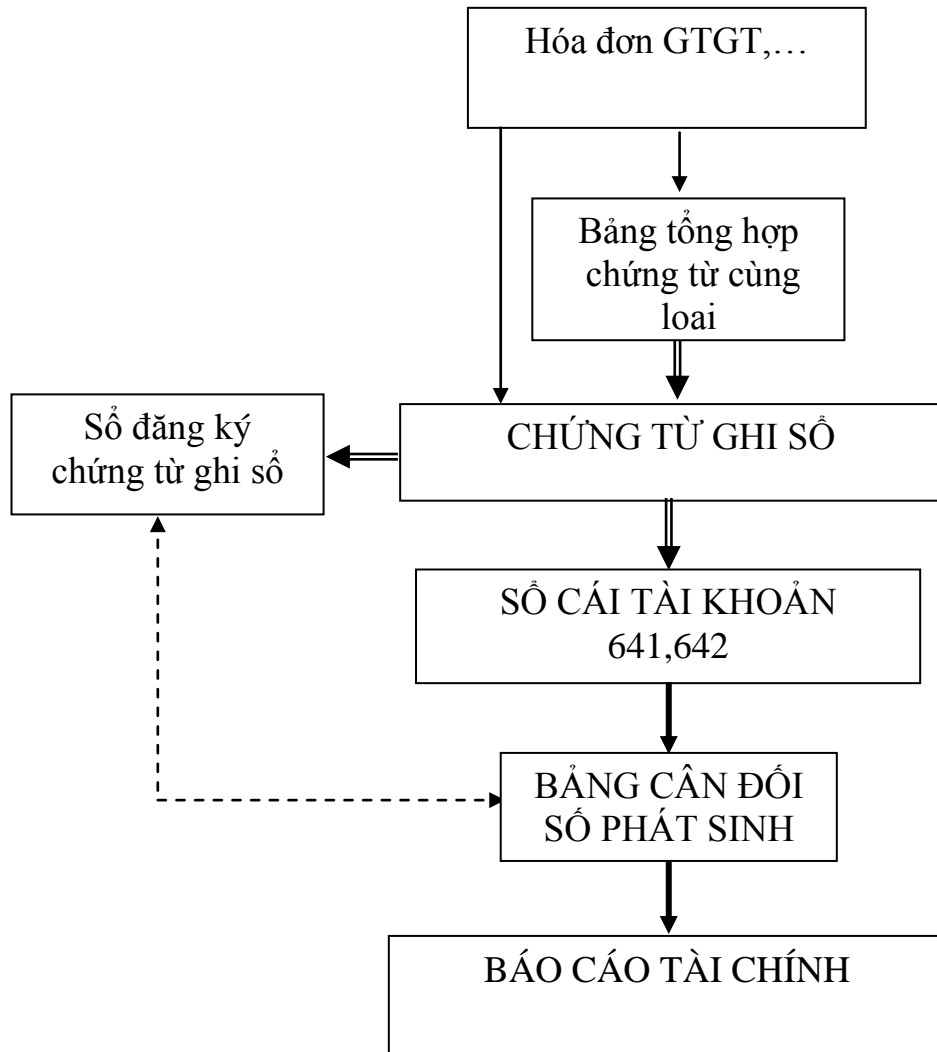 Hóa đơn GTGT,…
Bảng tổng hợp
chứng từ cùng
loai
Sổ đăng ký
chứng từ ghi sổ
CHỨNG TỪ GHI SỔ
SỔ CÁI TÀI KHOẢN
641,642
BẢNG CÂN ĐỐI
SỐ PHÁT SINH
BÁO CÁO TÀI CHÍNH